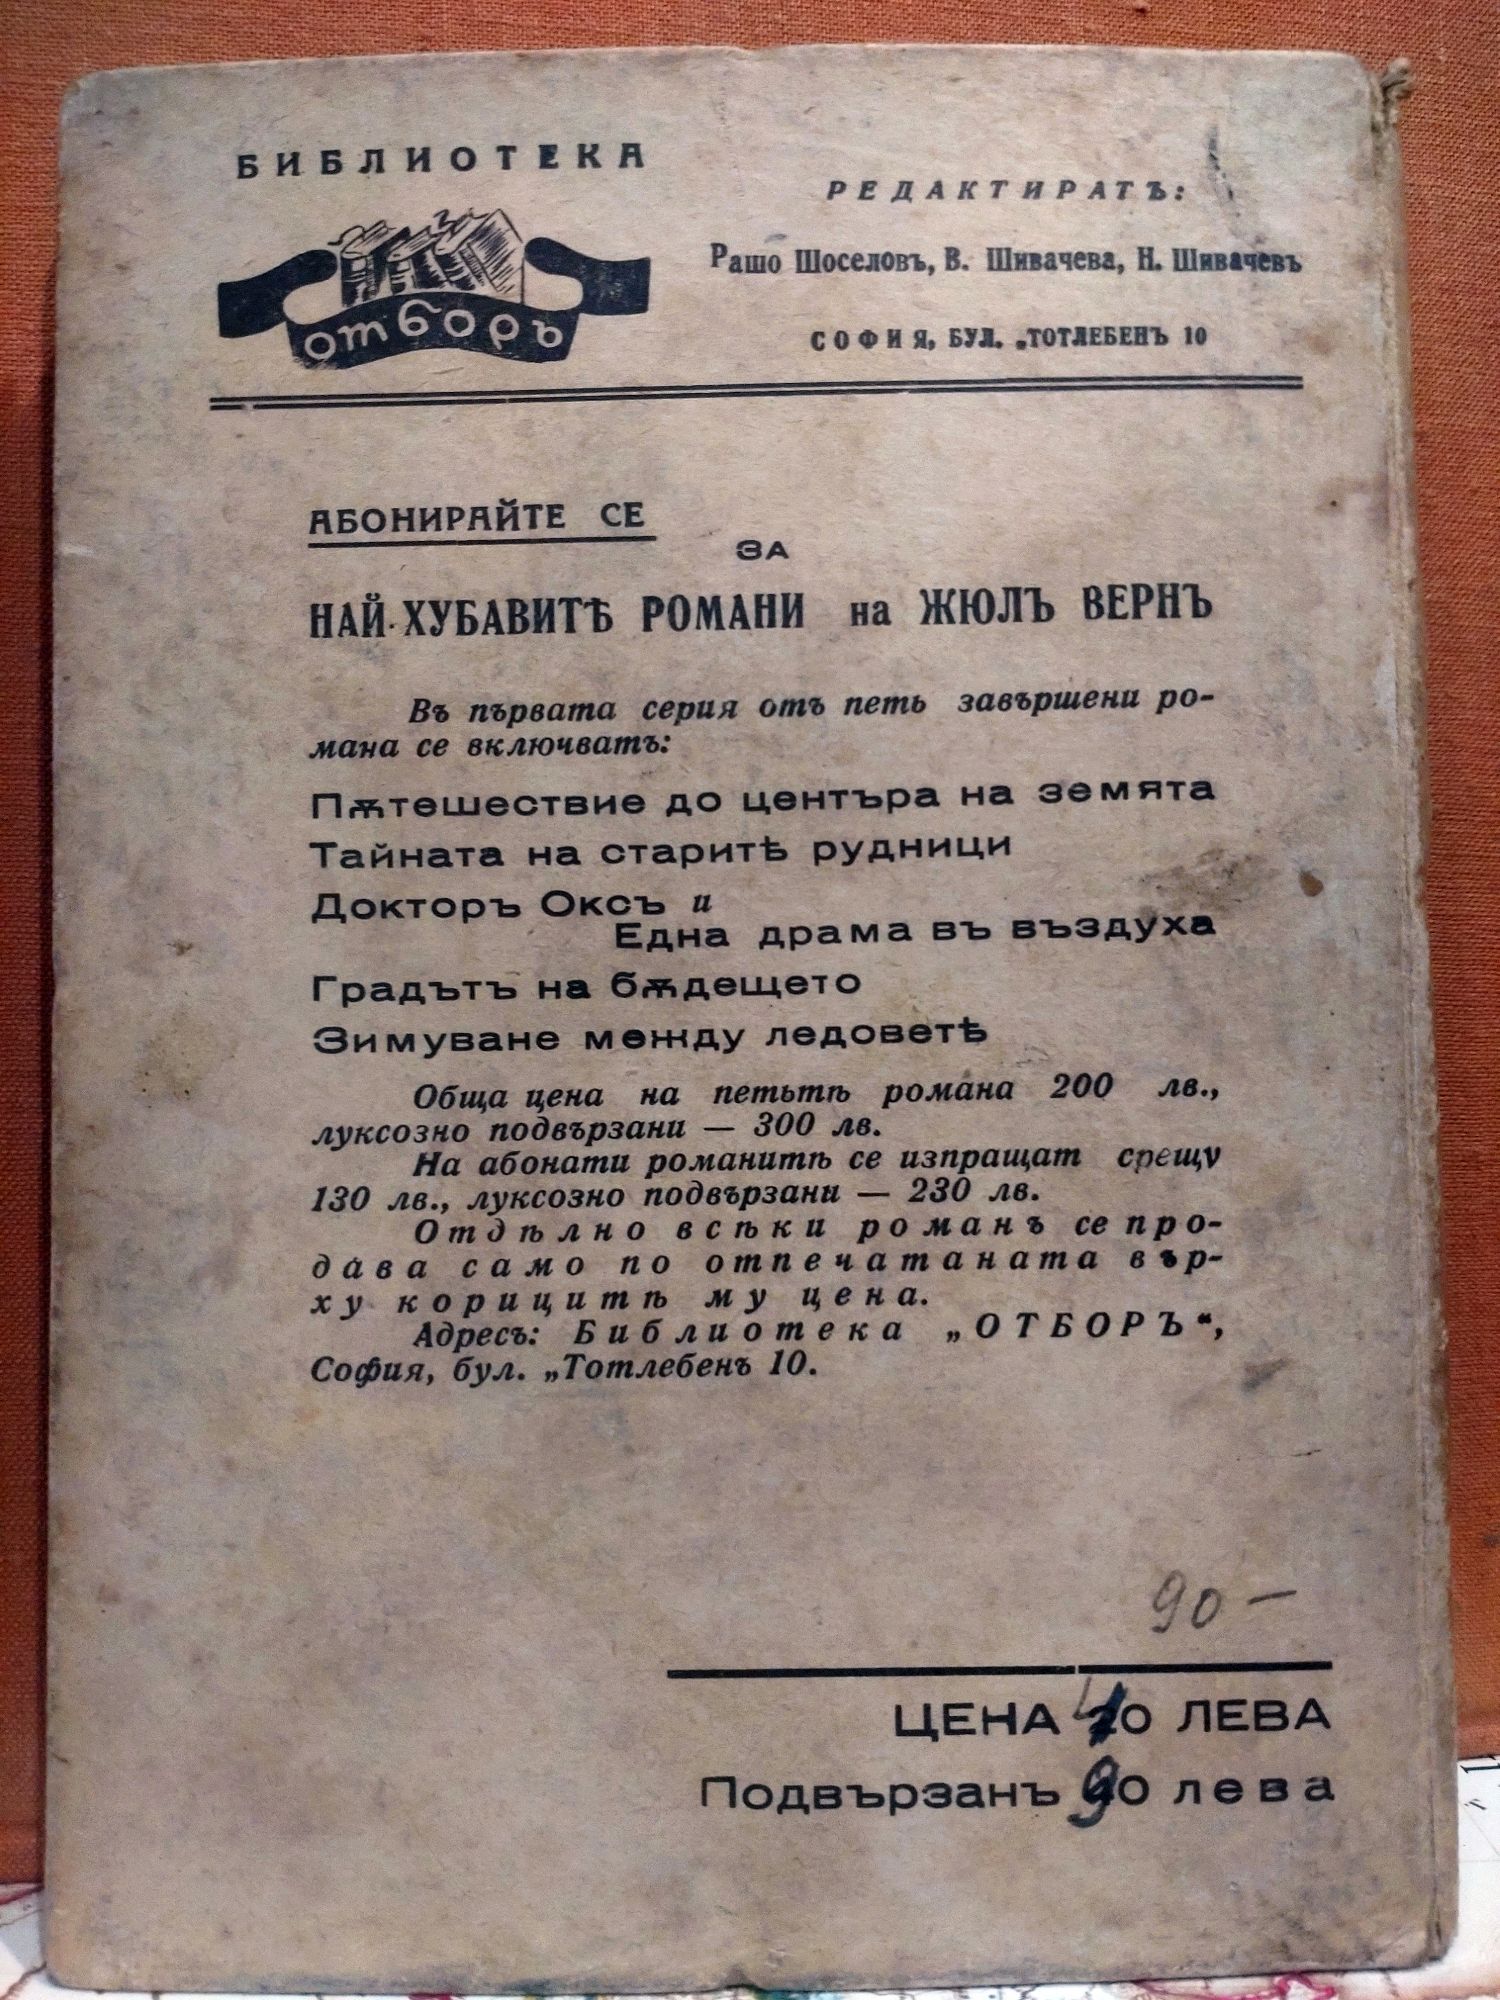 БИБЛИОТЕКА
отборъ
РЕДАКТИРАТЪ:
Рашо Шоселовъ, В. Шивачева, Н. Шивачевъ
СОФИЯ, БУЛ. „ТОТЛЕБЕНЪ 10
АБОНИРАЙТЕ СЕ
ЗА
НАЙ-ХУБАВИТѢ РОМАНИ на ЖЮЛЪ ВЕРНЪ
Въ първата серия отъ петь завършени ро-
мана се включватъ:
Пѫтешествие до центъра на земята
Тайната на старитѣ рудници
Докторъ Оксъ и
Една драма въ въздуха
Градътъ на бѫдещето
Зимуване между ледоветѣ
Обща цена на петьтѣ романа 200 лв.,
луксозно подвързани — 300 лв.
На абонати романитѣ се изпращат срещу
130 лв., луксозно подвързани — 230 лв.
Отдѣлно всѣки романъ се про-
дава само по отпечатаната вър-
ху корицитѣ му цена.
Адресъ: Библиотека „ОТБОРЪ“,
София, бул. „Тотлебенъ 10.
90 —
ЦЕНА 40 ЛЕВА
Подвързанъ 90 лева